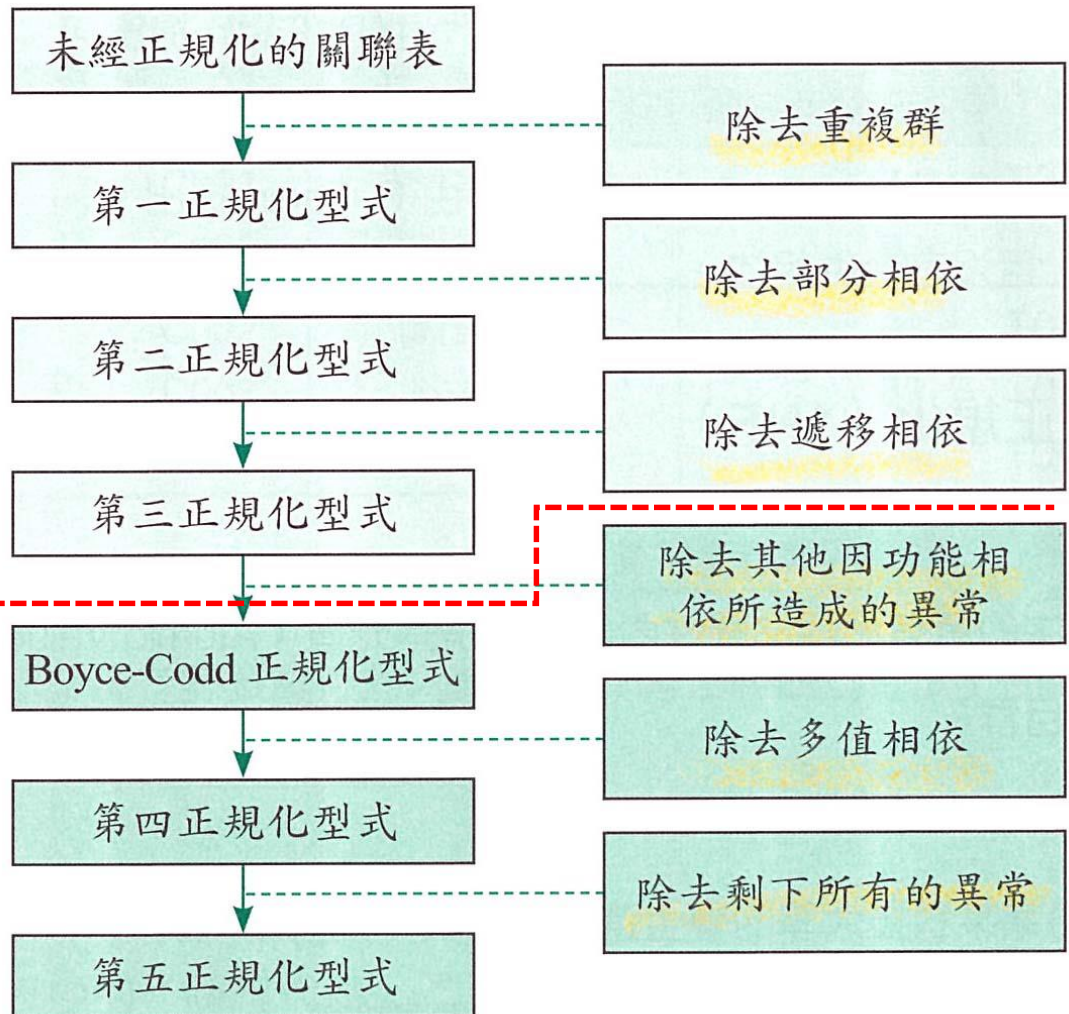 未經正規化的關聯表
除去重複群
第一正規化型式
除去部分相依
第二正規化型式
除去遞移相依
第三正規化型式
除去其他因功能相
依所造成的異常
Boyce-Codd 正規化型式
除去多值相依
第四正規化型式
除去剩下所有的異常
第五正規化型式